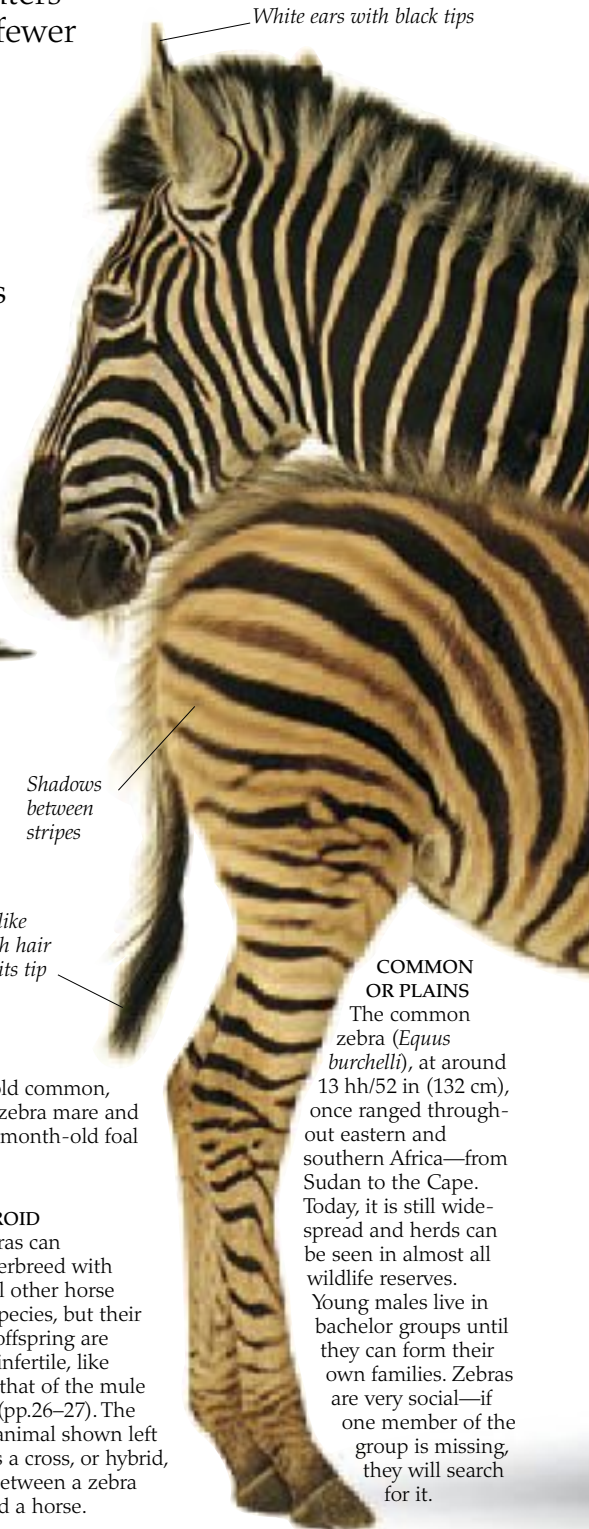 fewer
White ears with black tips
s
Shadows
between
stripes
like
h hair
its tip
COMMON
OR PLAINS
The common
zebra (Equus
burchelli), at around
13 hh/52 in (132 cm),
once ranged through-
out eastern and
southern Africa—from
Sudan to the Cape.
Today, it is still wide-
spread and herds can
be seen in almost all
wildlife reserves.
Young males live in
bachelor groups until
they can form their
own families. Zebras
are very social—if
one member of the
group is missing,
they will search
for it.
ld common,
zebra mare and
month-old foal
ROID
ras can
erbreed with
l other horse
pecies, but their
offspring are
infertile, like
that of the mule
(pp.26–27). The
animal shown left
s a cross, or hybrid,
etween a zebra
d a horse.